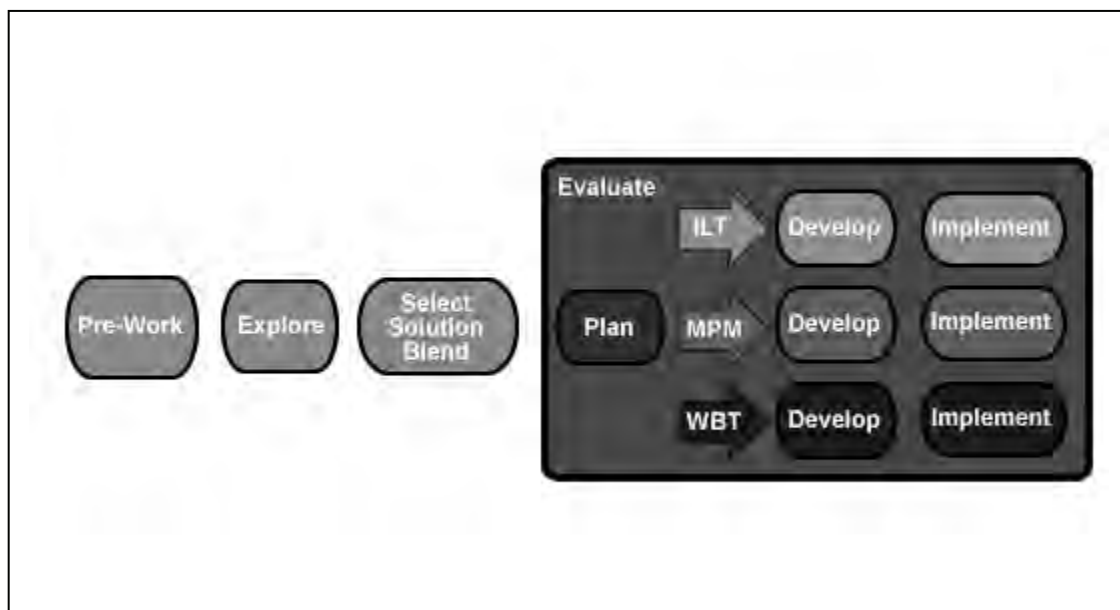 Pre-Work
Explore
Select
Solution
Blend
Evaluate
Plan
ILT
Develop
Implement
MPM
Develop
Implement
WBT
Develop
Implement